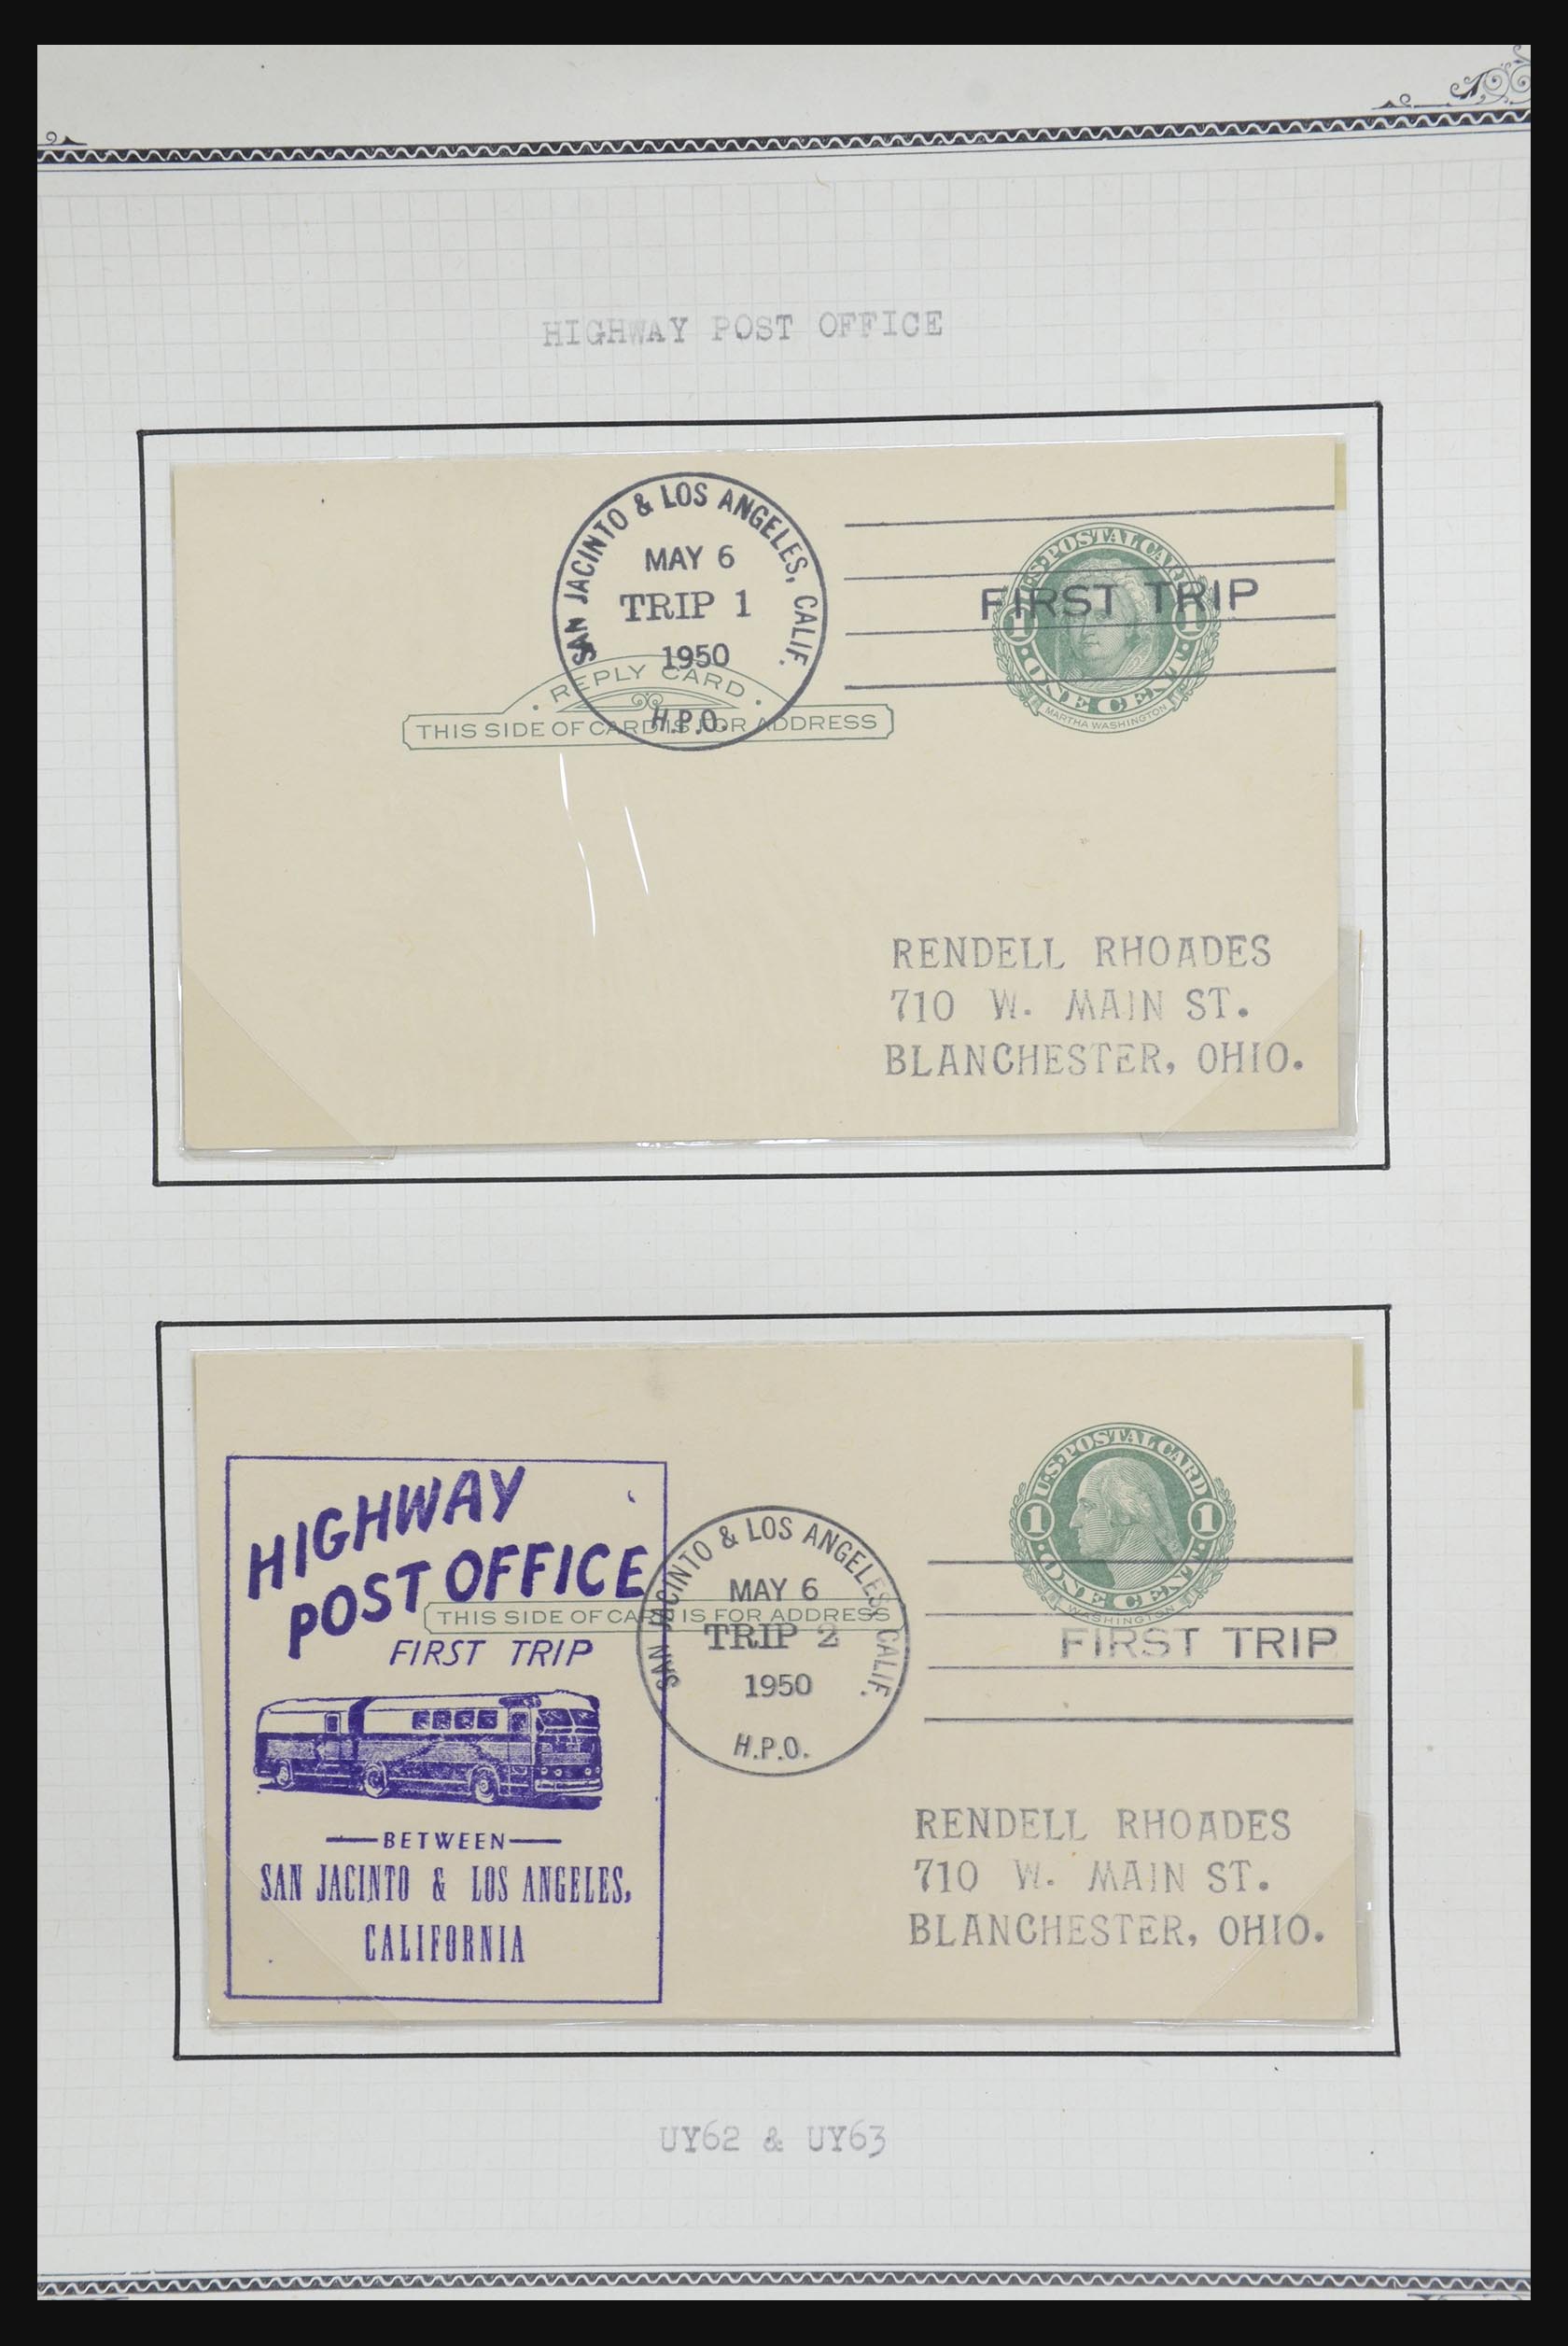 HIGHWAY POST OFFICE
SAN JACINTO & LOS ANGELES, CALIF.
MAY 6
TRIP 1
1950
H.P.O.
U.S. POSTAL CARD
FIRST TRIP
1 1
ONE CENT
MARTHA WASHINGTON
REPLY CARD
THIS SIDE OF CARD IS FOR ADDRESS
RENDELL RHOADES
710 W. MAIN ST.
BLANCHESTER, OHIO.
HIGHWAY
POST OFFICE
FIRST TRIP
BETWEEN
SAN JACINTO & LOS ANGELES,
CALIFORNIA
THIS SIDE OF CARD IS FOR ADDRESS
SAN JACINTO & LOS ANGELES, CALIF.
MAY 6
TRIP 2
1950
H.P.O.
U.S. POSTAL CARD
1 1
ONE CENT
WASHINGTON
FIRST TRIP
RENDELL RHOADES
710 W. MAIN ST.
BLANCHESTER, OHIO.
UY62 & UY63